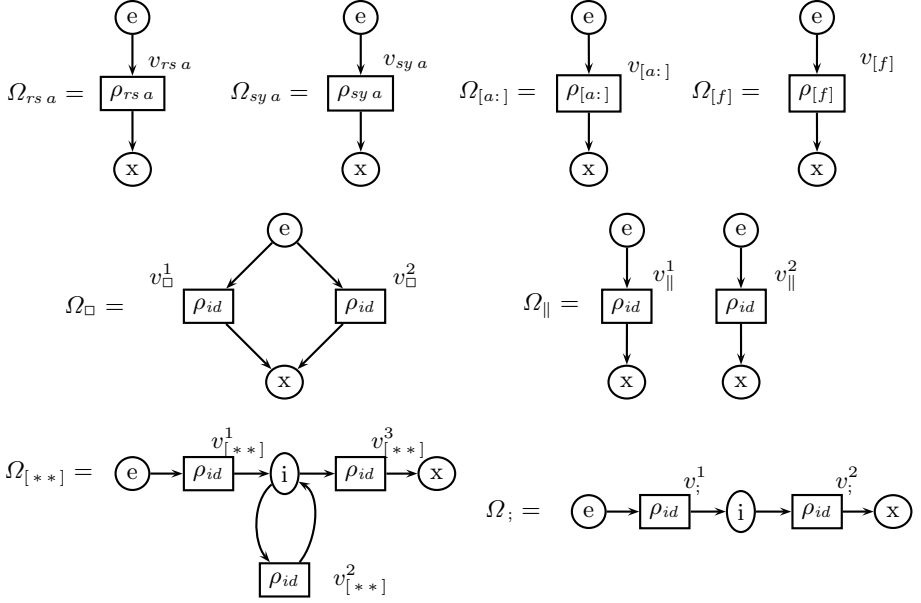 e e e e
v_{rs a} v_{sy a} v_{[a:]} v_{[f]}
Ω_{rs a} = ρ_{rs a} Ω_{sy a} = ρ_{sy a} Ω_{[a:]} = ρ_{[a:]} Ω_{[f]} = ρ_{[f]}
x x x x
e e e
v^1_□ v^2_□ v^1_∥ v^2_∥
Ω_□ = ρ_{id} ρ_{id} Ω_∥ = ρ_{id} ρ_{id}
x x x
v^1_{[**]} v^3_{[**]}
Ω_{[**]} = e ρ_{id} i ρ_{id} x
v^1_; v^2_;
Ω_; = e ρ_{id} i ρ_{id} x
ρ_{id} v^2_{[**]}